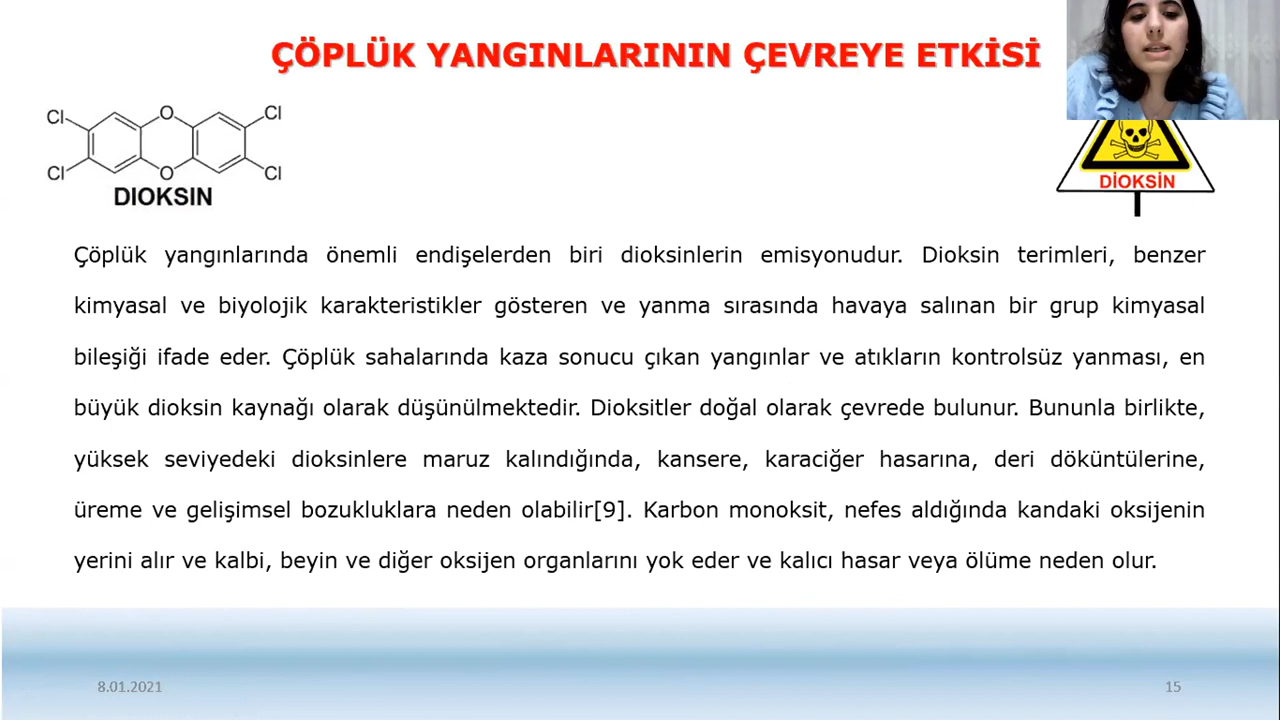 ÇÖPLÜK YANGINLARININ ÇEVREYE ETKİSİ
Cl O Cl
Cl O Cl
DIOKSIN
DİOKSİN
Çöplük yangınlarında önemli endişelerden biri dioksinlerin emisyonudur. Dioksin terimleri, benzer
kimyasal ve biyolojik karakteristikler gösteren ve yanma sırasında havaya salınan bir grup kimyasal
bileşiği ifade eder. Çöplük sahalarında kaza sonucu çıkan yangınlar ve atıkların kontrolsüz yanması, en
büyük dioksin kaynağı olarak düşünülmektedir. Dioksitler doğal olarak çevrede bulunur. Bununla birlikte,
yüksek seviyedeki dioksinlere maruz kalındığında, kansere, karaciğer hasarına, deri döküntülerine,
üreme ve gelişimsel bozukluklara neden olabilir[9]. Karbon monoksit, nefes aldığında kandaki oksijenin
yerini alır ve kalbi, beyin ve diğer oksijen organlarını yok eder ve kalıcı hasar veya ölüme neden olur.
8.01.2021
15